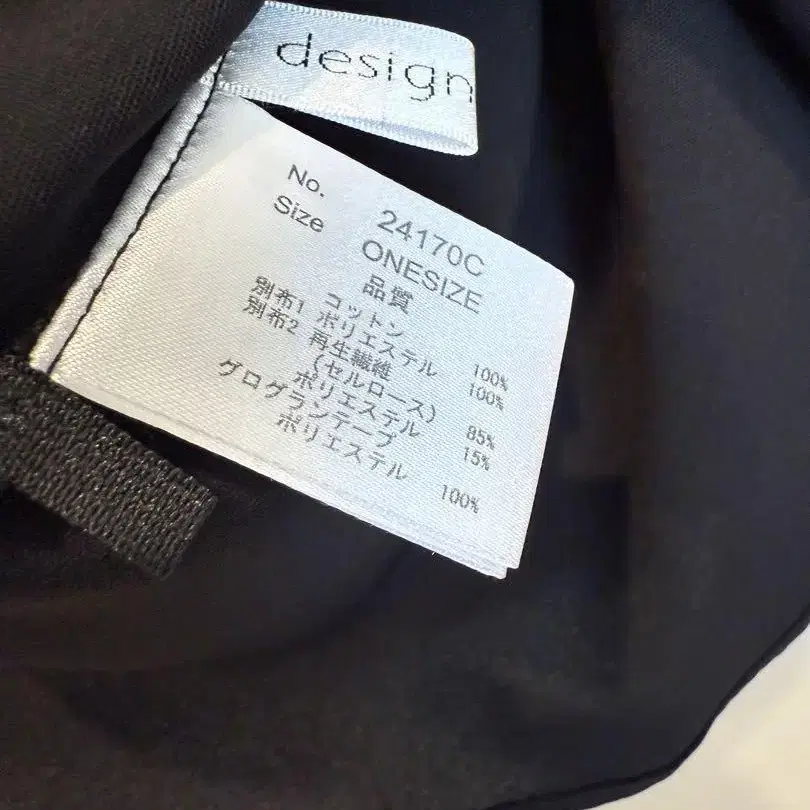 design
No. 24170C
Size ONESIZE
品質
コットン 100%
別布1 ポリエステル 100%
別布2 再生繊維
(セルロース) 85%
ポリエステル 15%
グログランテープ
ポリエステル 100%